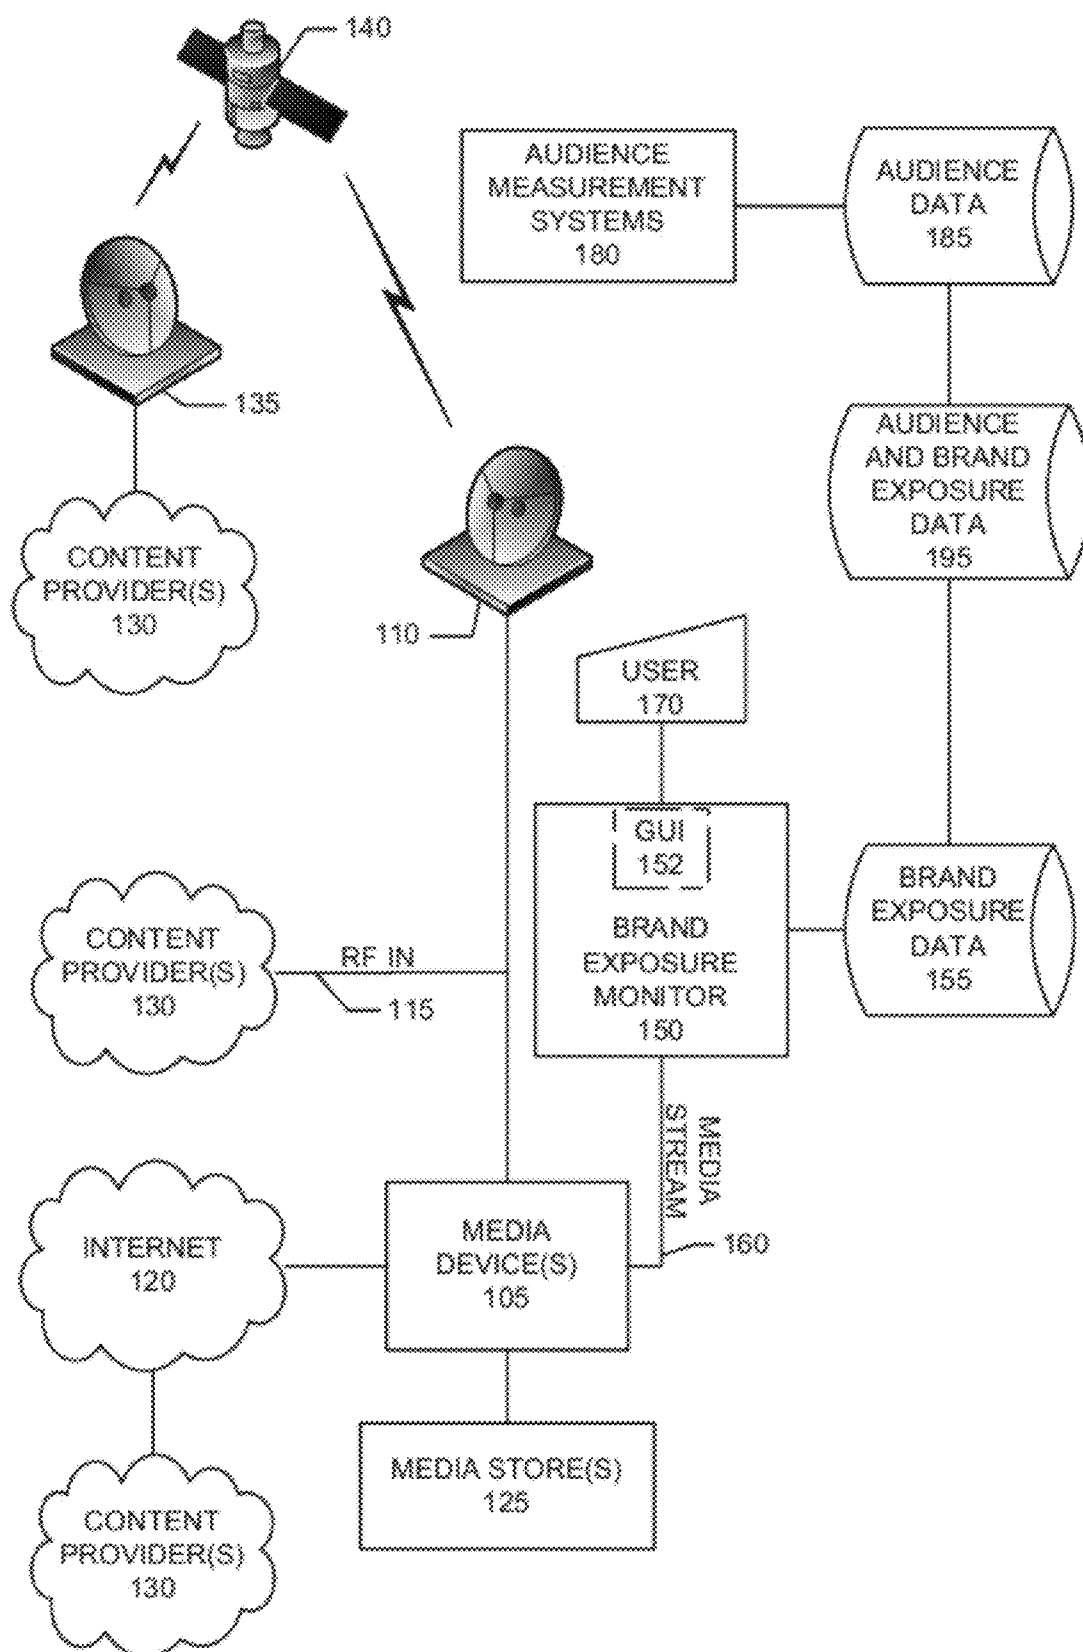 140
AUDIENCE
MEASUREMENT
SYSTEMS
180
AUDIENCE
DATA
185
135
AUDIENCE
AND BRAND
EXPOSURE
DATA
195
CONTENT
PROVIDER(S)
130
110
USER
170
GUI
152
BRAND
EXPOSURE
MONITOR
150
BRAND
EXPOSURE
DATA
155
CONTENT
PROVIDER(S)
130
RF IN
115
MEDIA
STREAM
160
INTERNET
120
MEDIA
DEVICE(S)
105
MEDIA STORE(S)
125
CONTENT
PROVIDER(S)
130